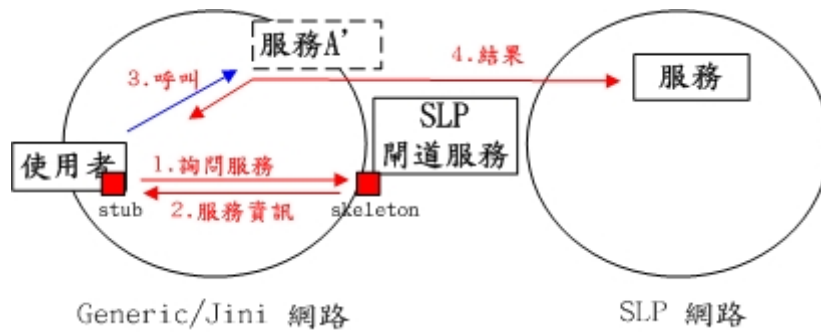 服務A’
3.呼叫
4.結果
服務
SLP
閘道服務
使用者
1.詢問服務
stub
2.服務資訊
skeleton
Generic/Jini 網路
SLP 網路